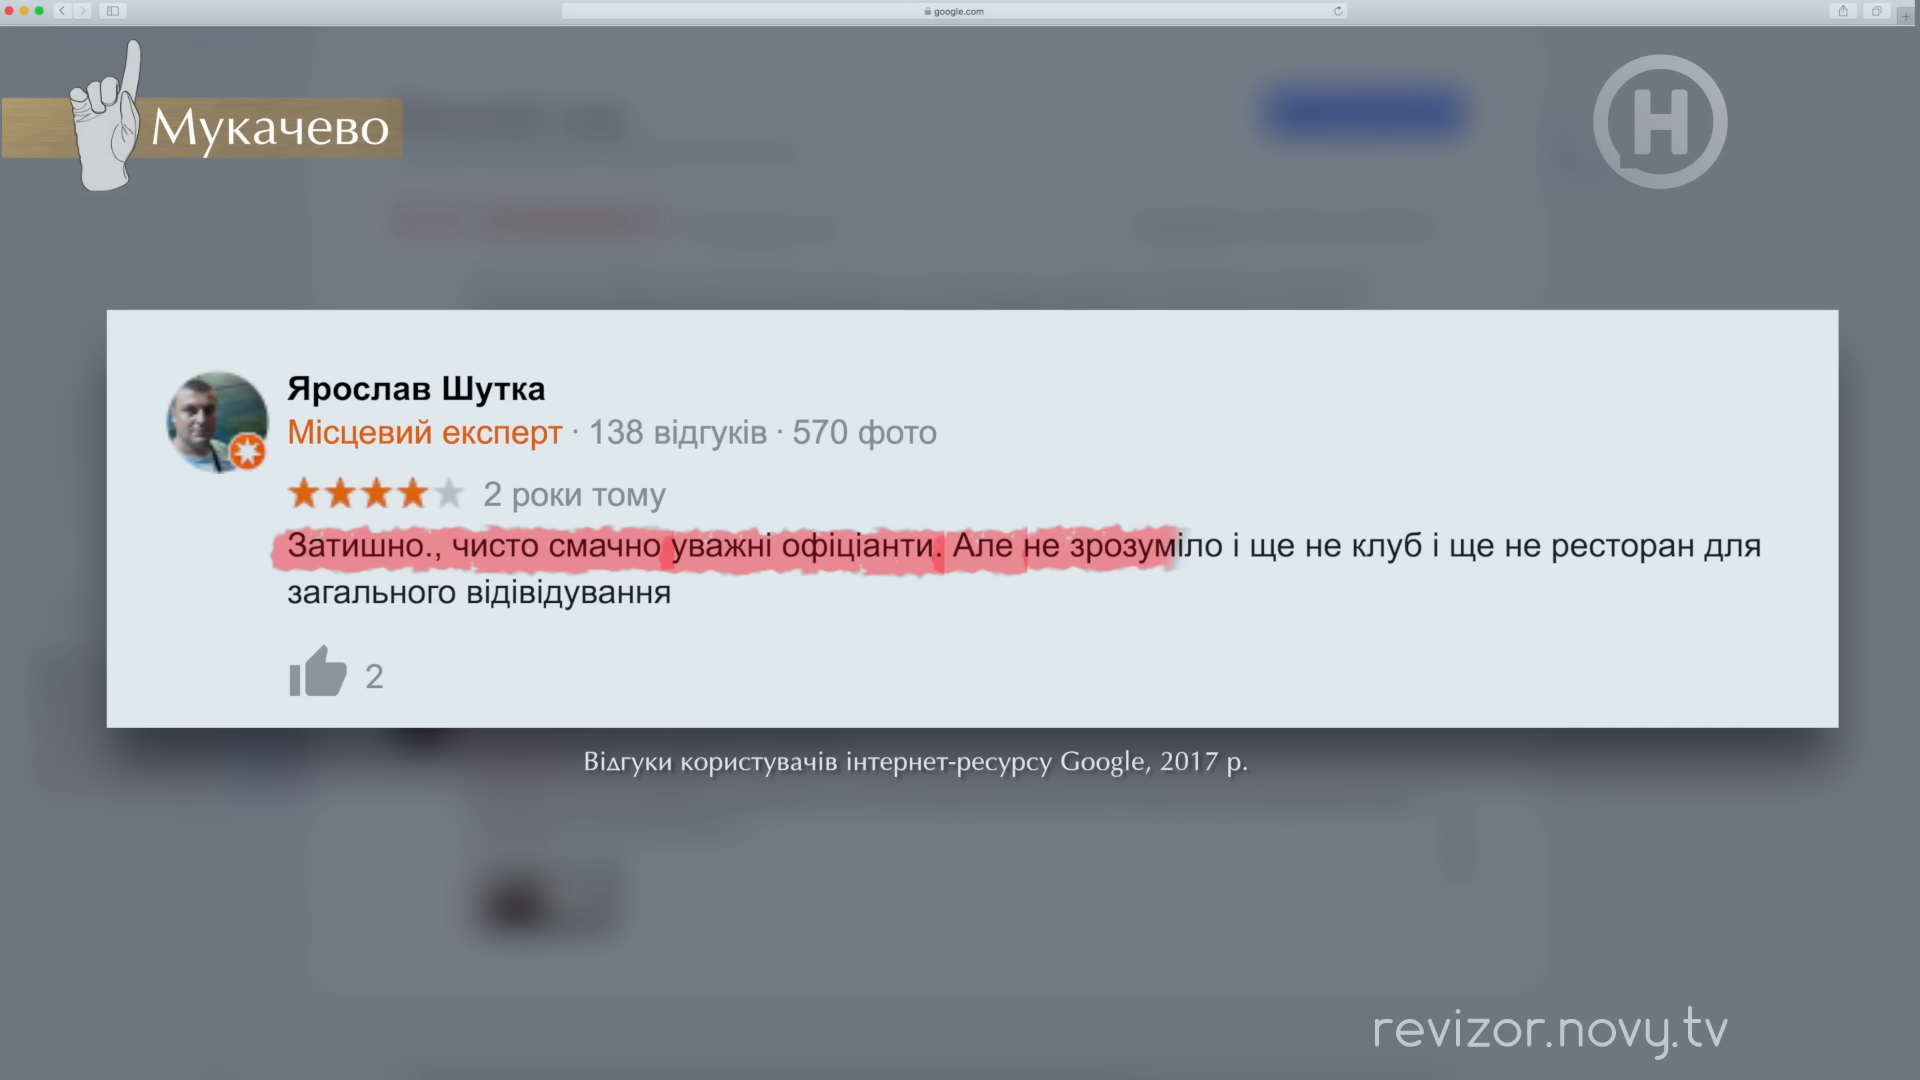 google.com
Мукачево
H
Ярослав Шутка
Місцевий експерт · 138 відгуків · 570 фото
2 роки тому
Затишно., чисто смачно уважні офіціанти. Але не зрозуміло і ще не клуб і ще не ресторан для
загального відівідування
2
Відгуки користувачів інтернет-ресурсу Google, 2017 р.
revizor.novy.tv